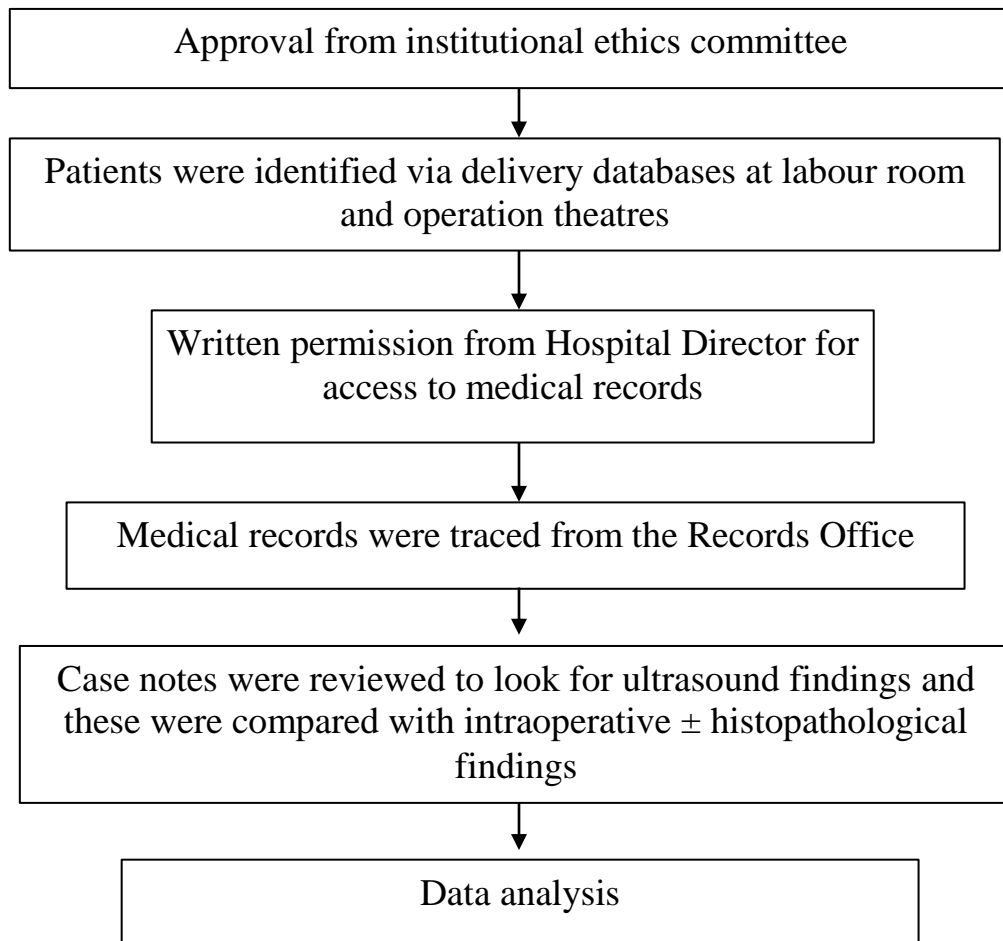 Approval from institutional ethics committee
Patients were identified via delivery databases at labour room
and operation theatres
Written permission from Hospital Director for
access to medical records
Medical records were traced from the Records Office
Case notes were reviewed to look for ultrasound findings and
these were compared with intraoperative ± histopathological
findings
Data analysis